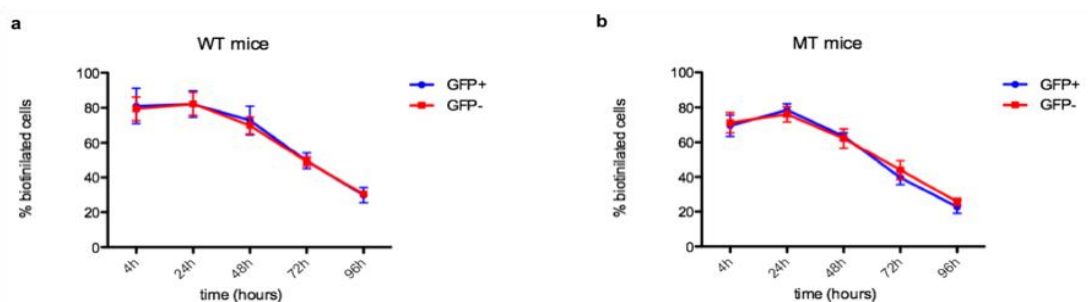 a
WT mice
% biotinilated cells
100
80
60
40
20
0
4h
24h
48h
72h
96h
time (hours)
GFP+
GFP-
b
MT mice
% biotinilated cells
100
80
60
40
20
0
4h
24h
48h
72h
96h
time (hours)
GFP+
GFP-